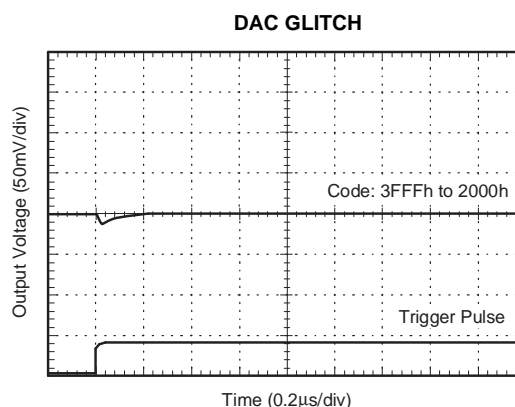 DAC GLITCH
Output Voltage (50mV/div)
Code: 3FFFh to 2000h
Trigger Pulse
Time (0.2µs/div)